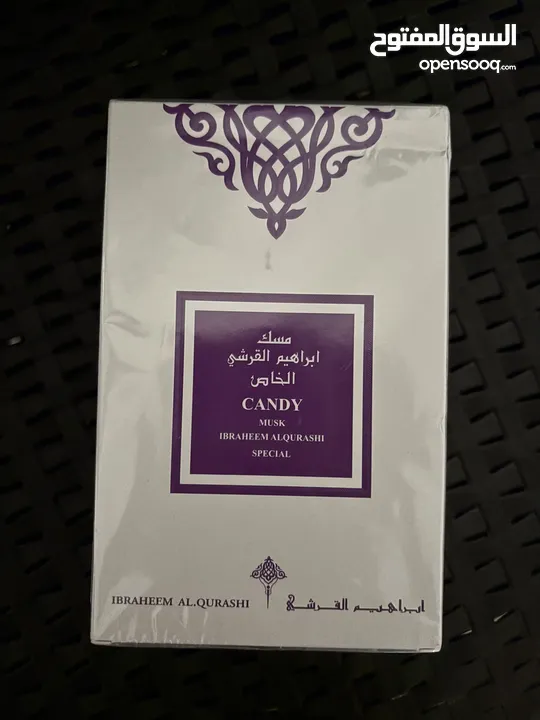 السوق المفتوح
opensooq.com
مسك
ابراهيم القرشي
الخاص
CANDY
MUSK
IBRAHEEM ALQURASHI
SPECIAL
IBRAHEEM AL.QURASHI
ابراهيم القرشي